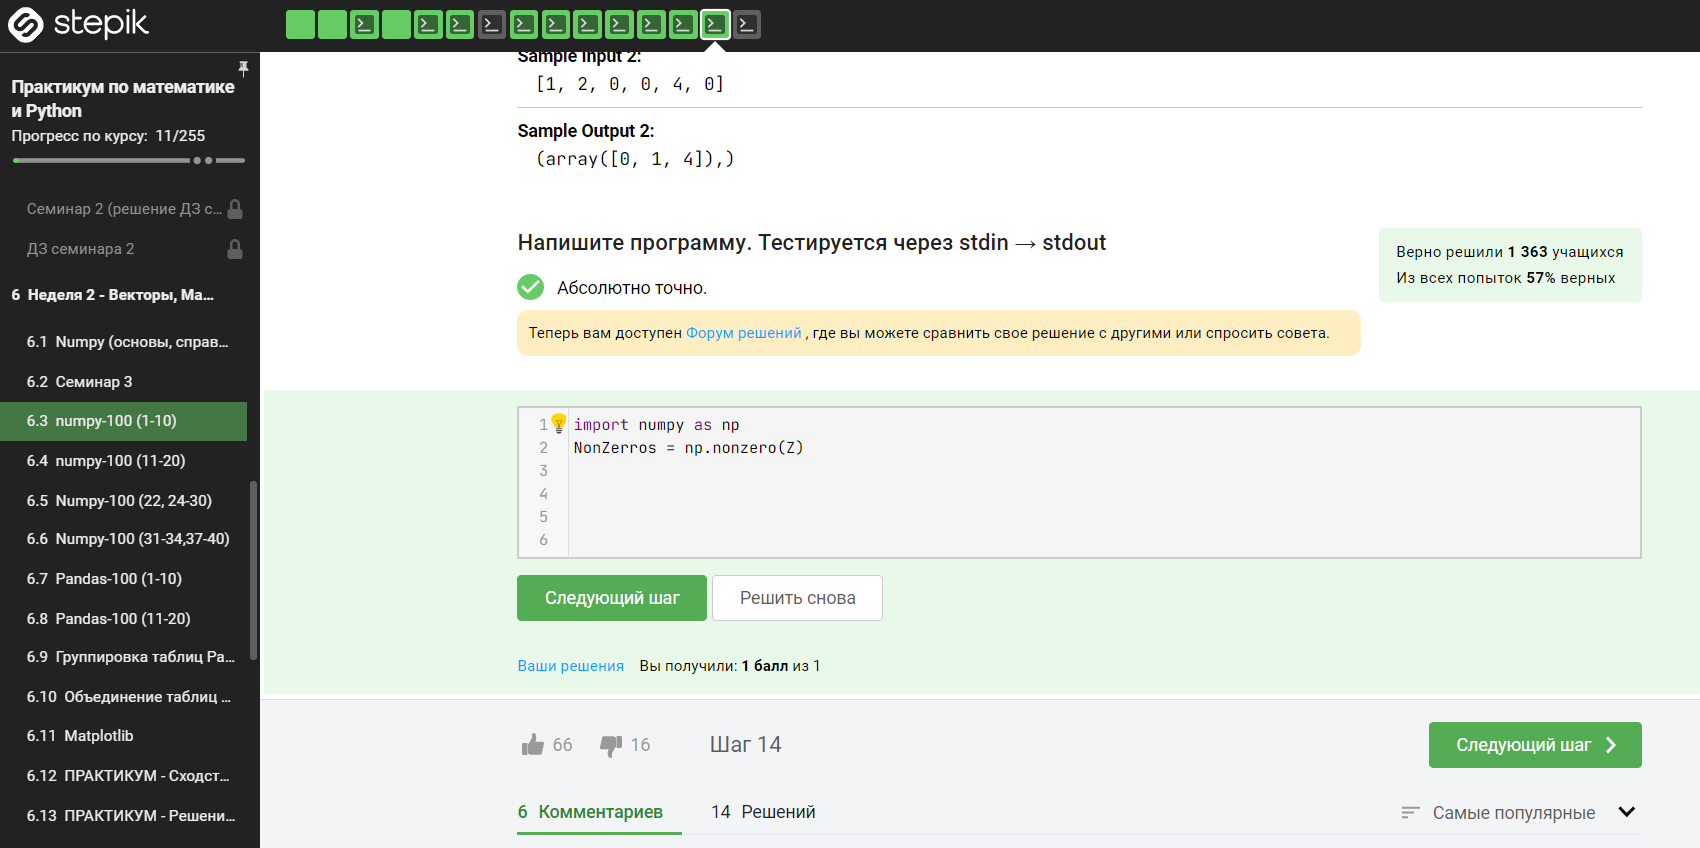 stepik
Практикум по математике
и Python
Прогресс по курсу: 11/255
Семинар 2 (решение ДЗ с...
ДЗ семинара 2
6 Неделя 2 - Векторы, Ма...
6.1 Numpy (основы, справ...
6.2 Семинар 3
6.3 numpy-100 (1-10)
6.4 numpy-100 (11-20)
6.5 Numpy-100 (22, 24-30)
6.6 Numpy-100 (31-34,37-40)
6.7 Pandas-100 (1-10)
6.8 Pandas-100 (11-20)
6.9 Группировка таблиц Pa...
6.10 Объединение таблиц ...
6.11 Matplotlib
6.12 ПРАКТИКУМ - Сходст...
6.13 ПРАКТИКУМ - Решени...
Sample Input 2:
[1, 2, 0, 0, 4, 0]
Sample Output 2:
(array([0, 1, 4]),)
Напишите программу. Тестируется через stdin → stdout
Верно решили 1 363 учащихся
Из всех попыток 57% верных
Абсолютно точно.
Теперь вам доступен Форум решений , где вы можете сравнить свое решение с другими или спросить совета.
1 import numpy as np
2 NonZerros = np.nonzero(Z)
3
4
5
6
Следующий шаг
Решить снова
Ваши решения Вы получили: 1 балл из 1
66 16 Шаг 14
Следующий шаг
6 Комментариев 14 Решений
Самые популярные